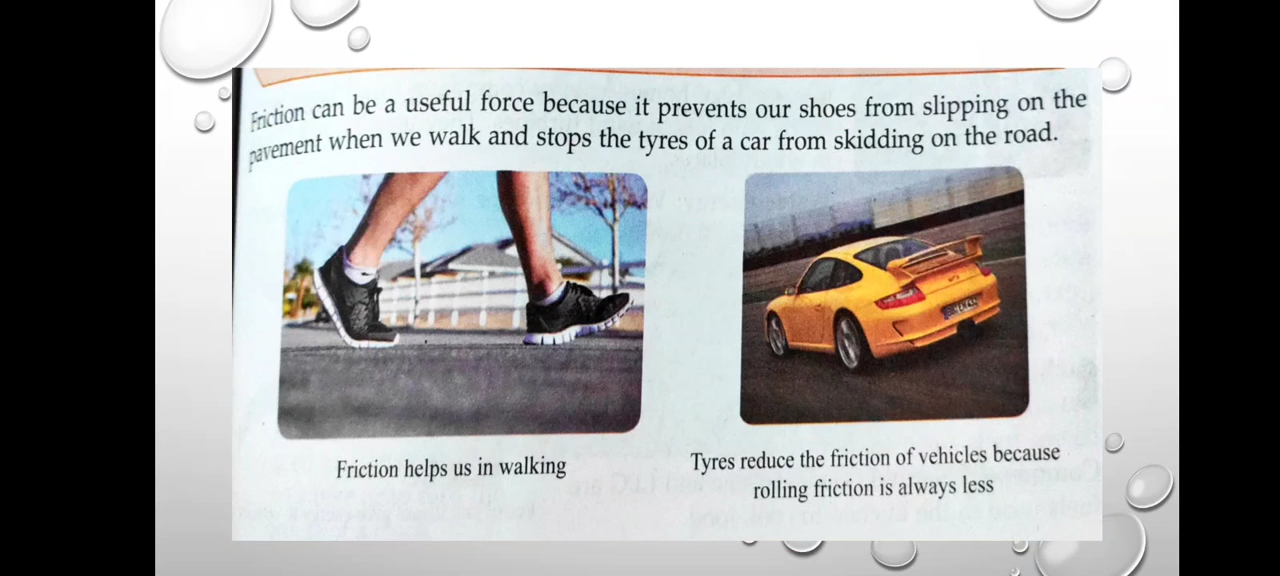 Friction can be a useful force because it prevents our shoes from slipping on the
pavement when we walk and stops the tyres of a car from skidding on the road.
Friction helps us in walking
Tyres reduce the friction of vehicles because
rolling friction is always less